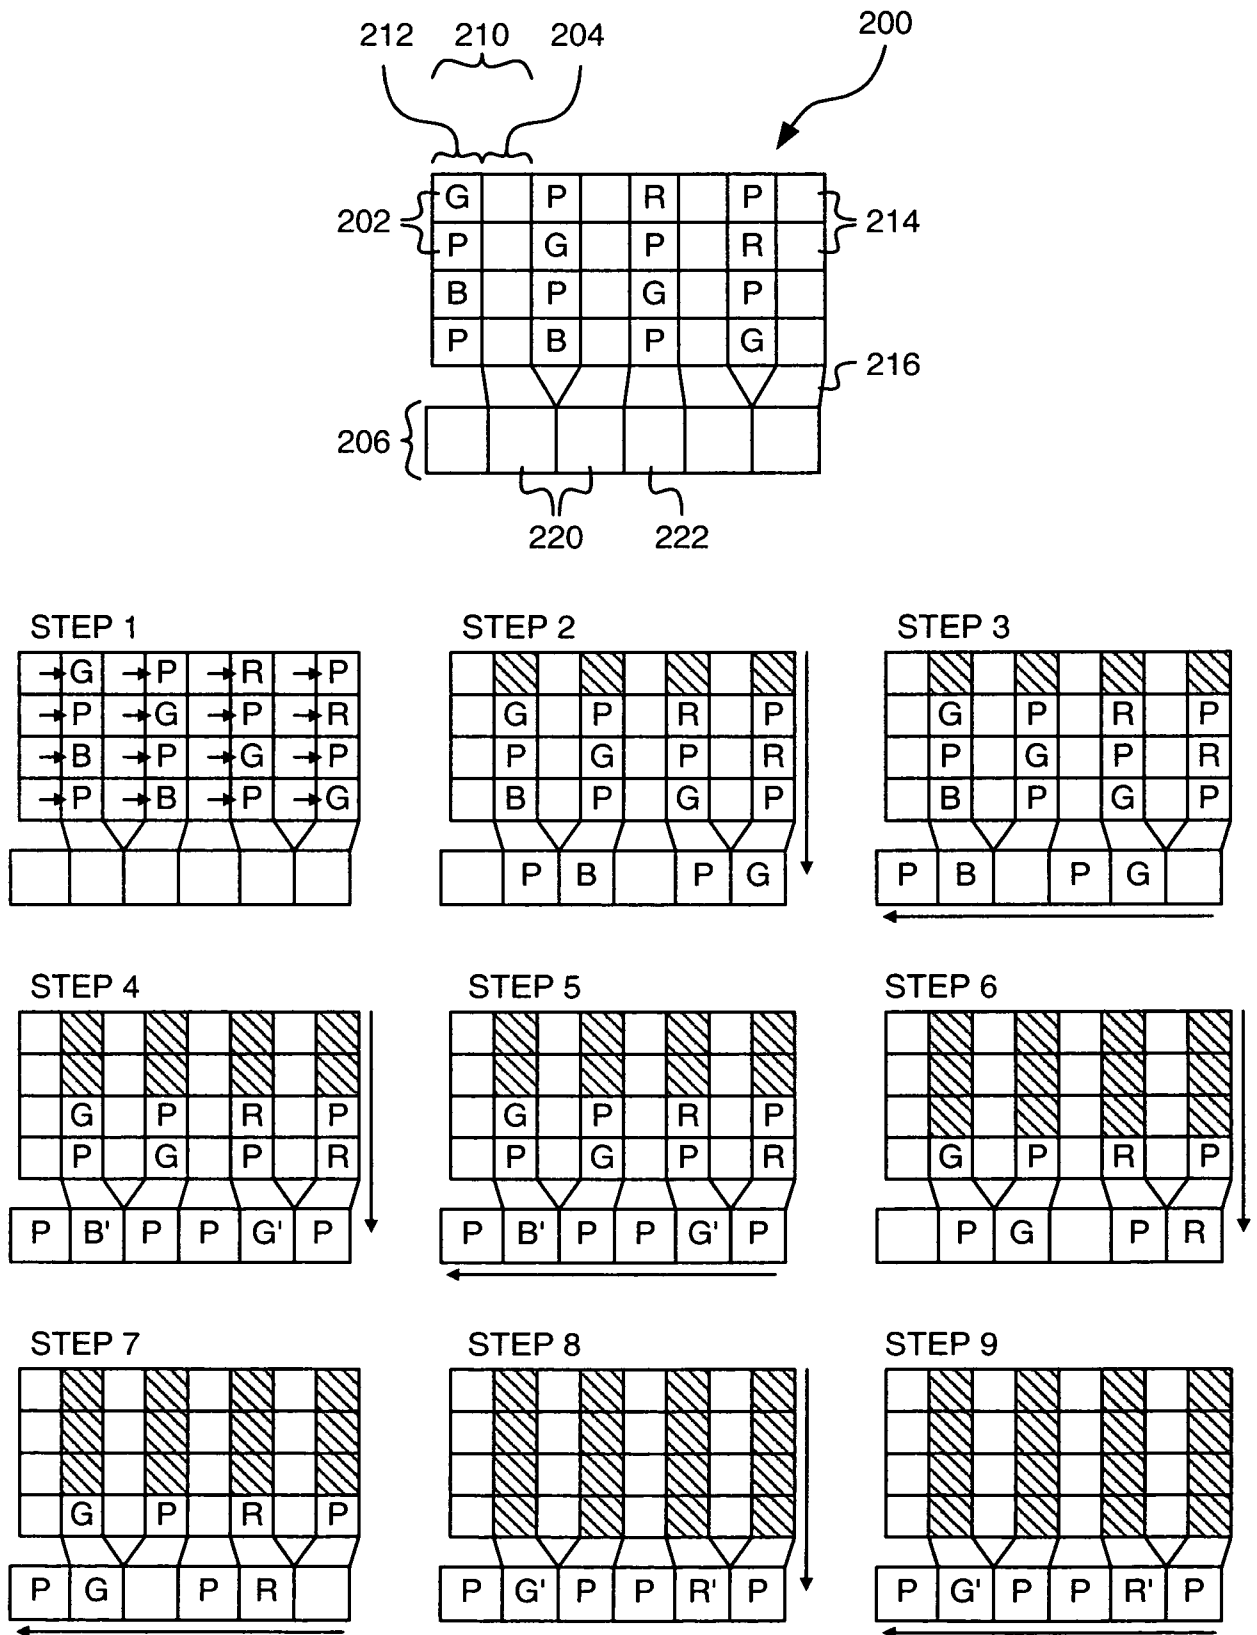 212 210 204 200
G P R P
202 214
P G P R
B P G P
P B P G
216
206
220 222
STEP 1 STEP 2 STEP 3
G P R P
P G P R G P R P G P R P
B P G P P G P R P G P R
P B P G B P G P B P G P
P B P G P B P G
STEP 4 STEP 5 STEP 6
G P R P G P R P
P G P R P G P R G P R P
P B' P P G' P P B' P P G' P P G P R
STEP 7 STEP 8 STEP 9
G P R P
P G P R P G' P P R' P P G' P P R' P